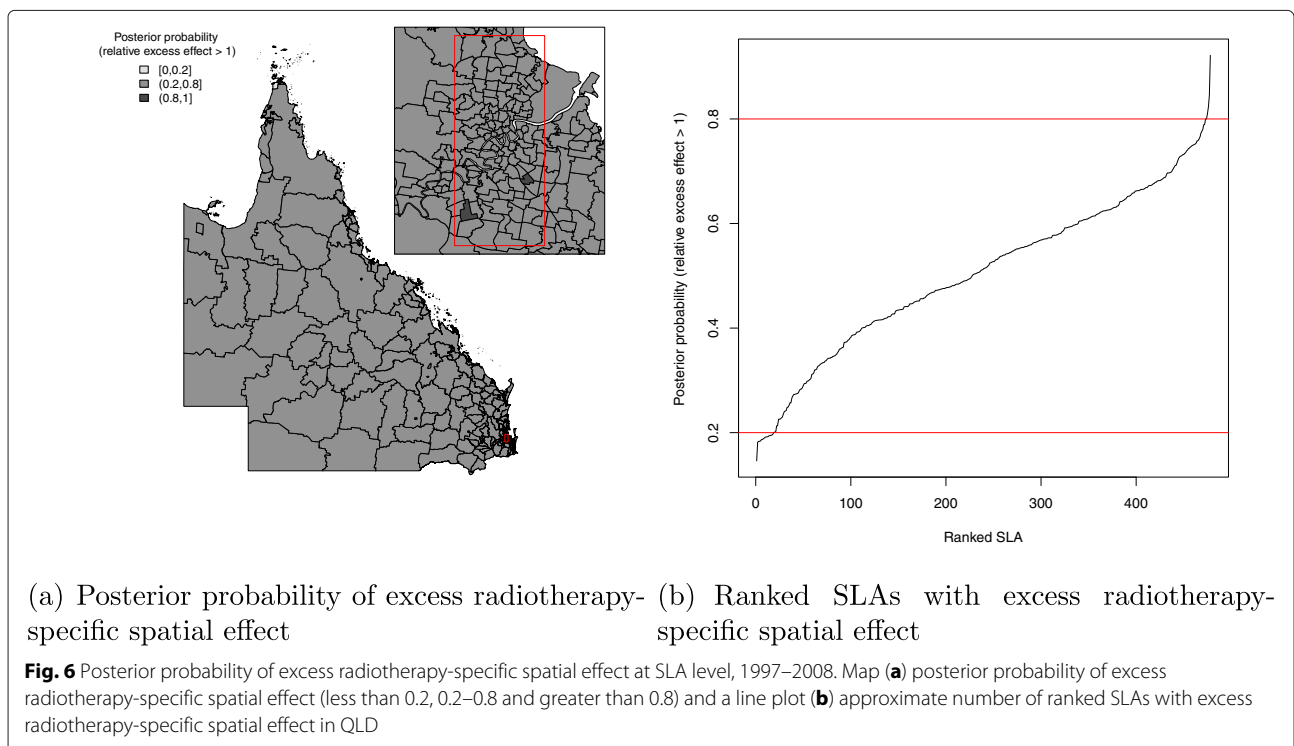 Posterior probability
(relative excess effect > 1)
[0,0.2]
(0.2,0.8]
(0.8,1]
Posterior probability (relative excess effect > 1)
0.8
0.6
0.4
0.2
0
100
200
300
400
Ranked SLA
(a) Posterior probability of excess radiotherapy-
specific spatial effect
(b) Ranked SLAs with excess radiotherapy-
specific spatial effect
Fig. 6 Posterior probability of excess radiotherapy-specific spatial effect at SLA level, 1997–2008. Map (a) posterior probability of excess
radiotherapy-specific spatial effect (less than 0.2, 0.2–0.8 and greater than 0.8) and a line plot (b) approximate number of ranked SLAs with excess
radiotherapy-specific spatial effect in QLD